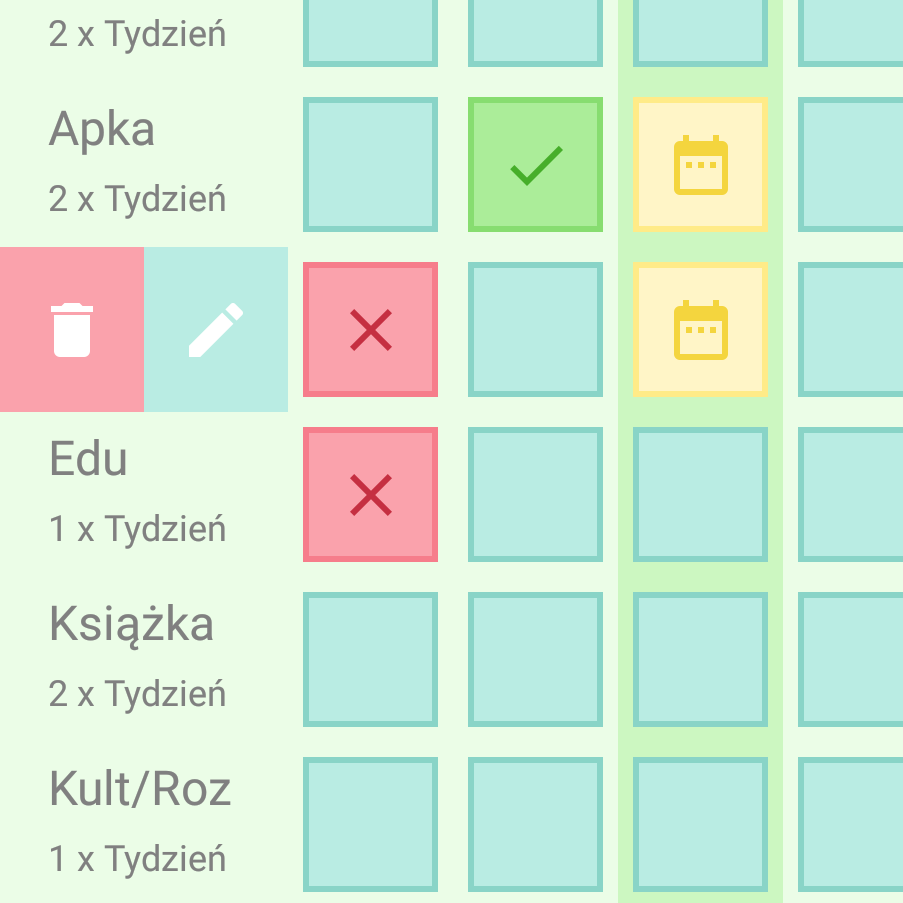 2 x Tydzień
Apka
2 x Tydzień
Edu
1 x Tydzień
Książka
2 x Tydzień
Kult/Roz
1 x Tydzień